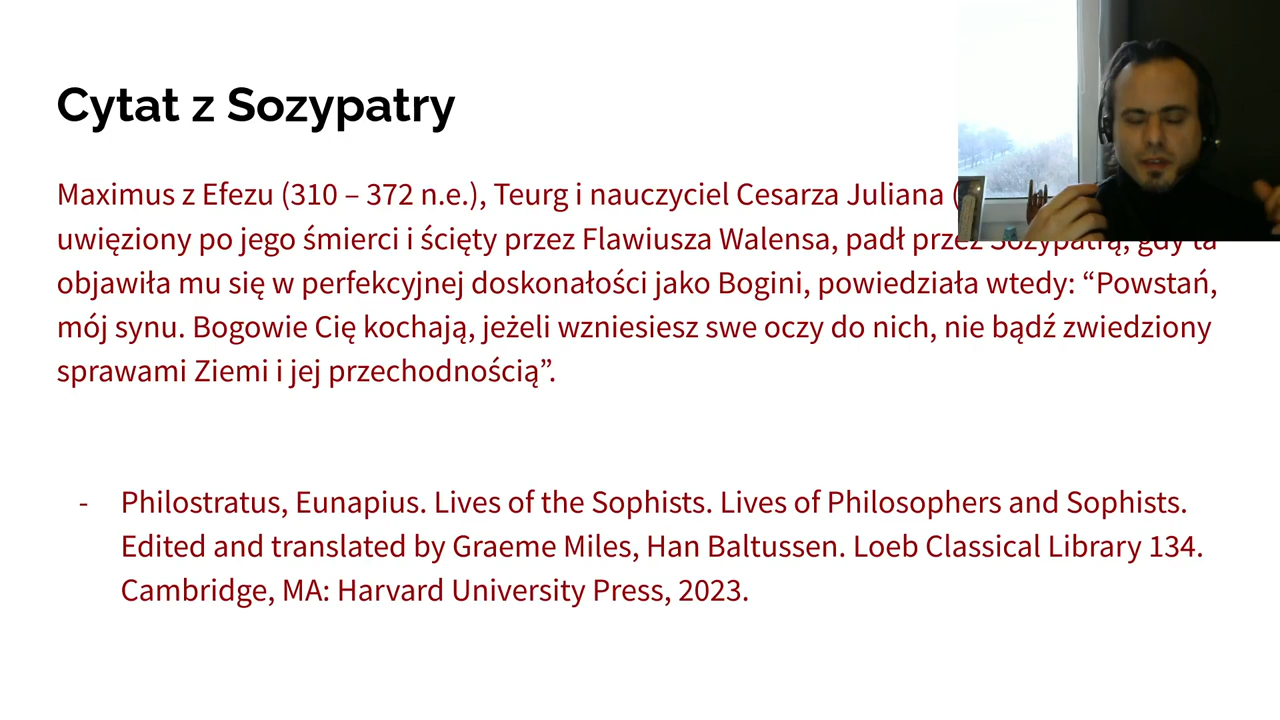 Cytat z Sozypatry
Maximus z Efezu (310 – 372 n.e.), Teurg i nauczyciel Cesarza Juliana (
uwięziony po jego śmierci i ścięty przez Flawiusza Walensa, padł przez Sozypatrą, gdy ta
objawiła mu się w perfekcyjnej doskonałości jako Bogini, powiedziała wtedy: “Powstań,
mój synu. Bogowie Cię kochają, jeżeli wzniesiesz swe oczy do nich, nie bądź zwiedziony
sprawami Ziemi i jej przechodnością”.
- Philostratus, Eunapius. Lives of the Sophists. Lives of Philosophers and Sophists.
Edited and translated by Graeme Miles, Han Baltussen. Loeb Classical Library 134.
Cambridge, MA: Harvard University Press, 2023.